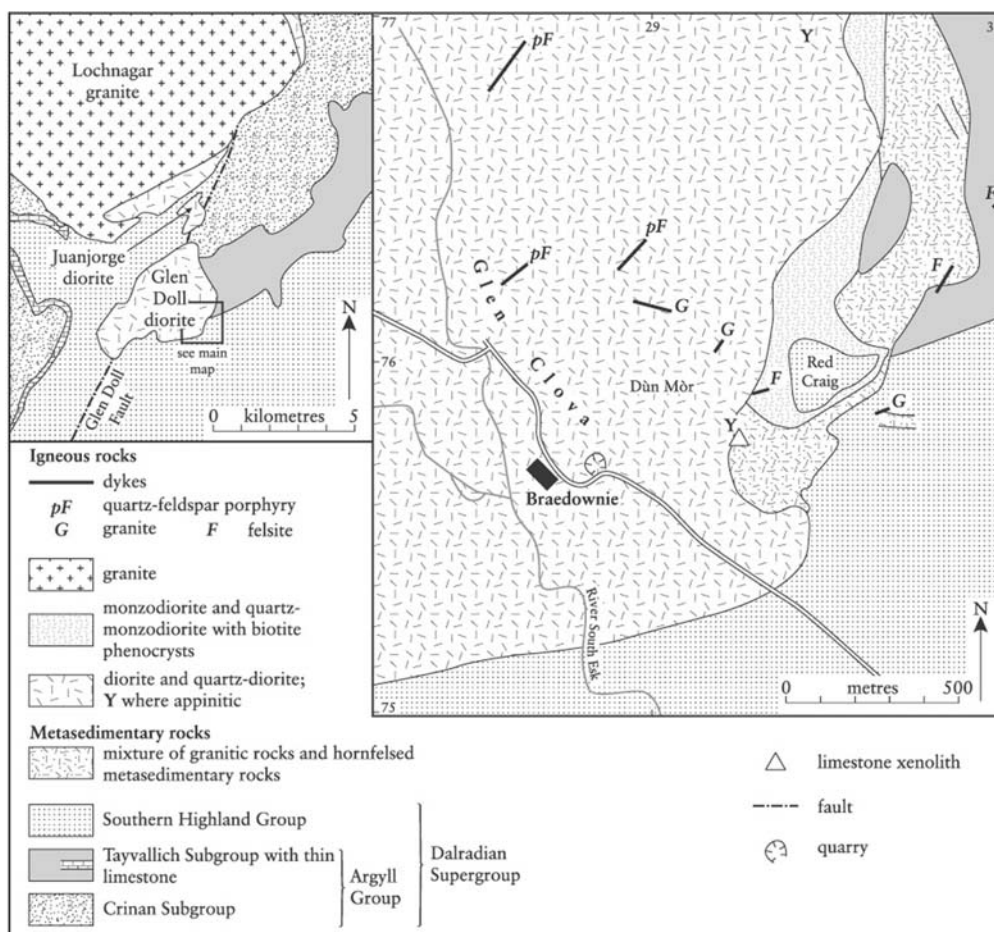 Lochnagar
granite
Juanjorge
diorite
Glen
Doll
diorite
see main
map
Glen Doll
Fault
N
0 kilometres 5
77
29
3
Y
pF
pF
pF
F
F
G
G
F
G
Y
Glen
Clova
76
Dùn Mòr
Red
Craig
Braedownie
River South Esk
75
N
0 metres 500
Igneous rocks
dykes
pF quartz-feldspar porphyry
G granite F felsite
granite
monzodiorite and quartz-
monzodiorite with biotite
phenocrysts
diorite and quartz-diorite;
Y where appinitic
Metasedimentary rocks
mixture of granitic rocks and hornfelsed
metasedimentary rocks
Southern Highland Group
Tayvallich Subgroup with thin
limestone
Crinan Subgroup
Argyll
Group
Dalradian
Supergroup
limestone xenolith
fault
quarry